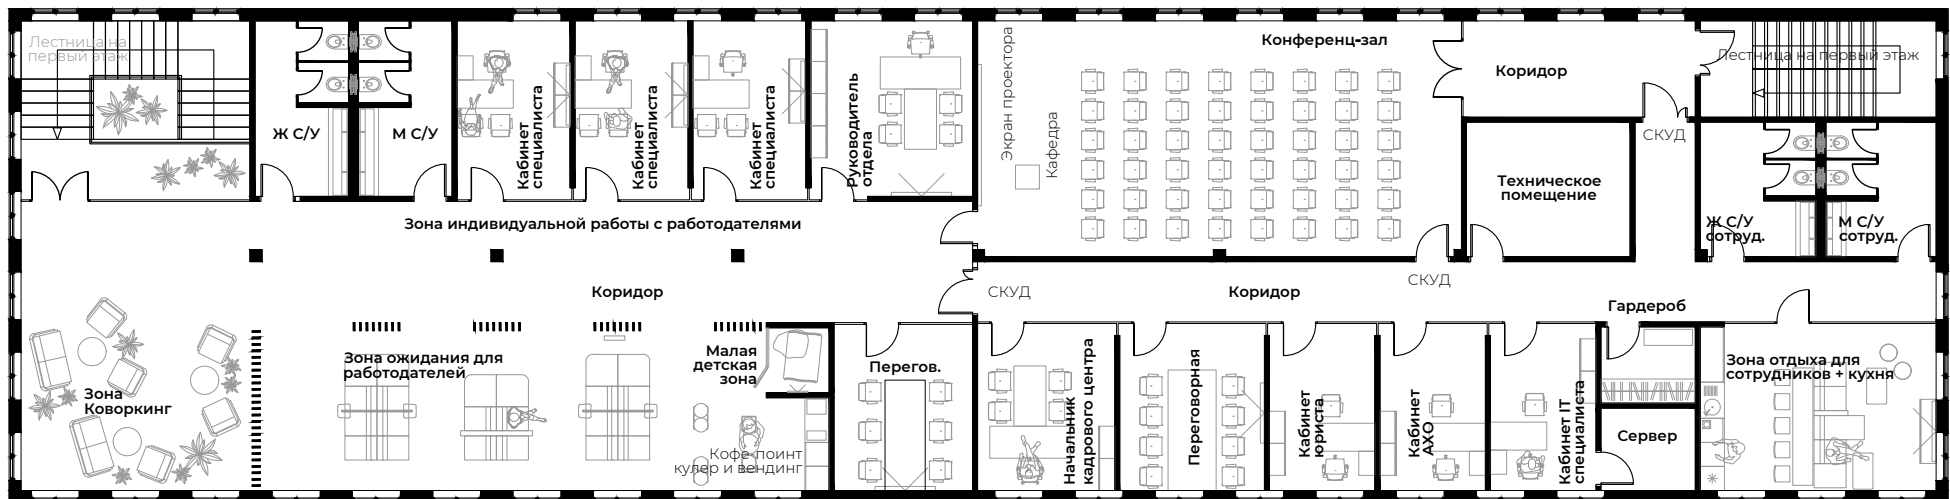 Лестница на
первый этаж
Ж С/У
М С/У
Кабинет
специалиста
Кабинет
специалиста
Кабинет
специалиста
Руководитель
отдела
Экран проектора
Кафедра
Конференц-зал
Коридор
Лестница на первый этаж
СКУД
Техническое
помещение
Ж С/У
сотруд.
М С/У
сотруд.
Зона индивидуальной работы с работодателями
Коридор
СКУД
Коридор
СКУД
Гардероб
Зона
Коворкинг
Зона ожидания для
работодателей
Малая
детская
зона
Кофе-поинт
кулер и вендинг
Перегов.
Начальник
кадрового центра
Переговорная
Кабинет
юриста
Кабинет
АХО
Кабинет IT
специалиста
Сервер
Зона отдыха для
сотрудников + кухня